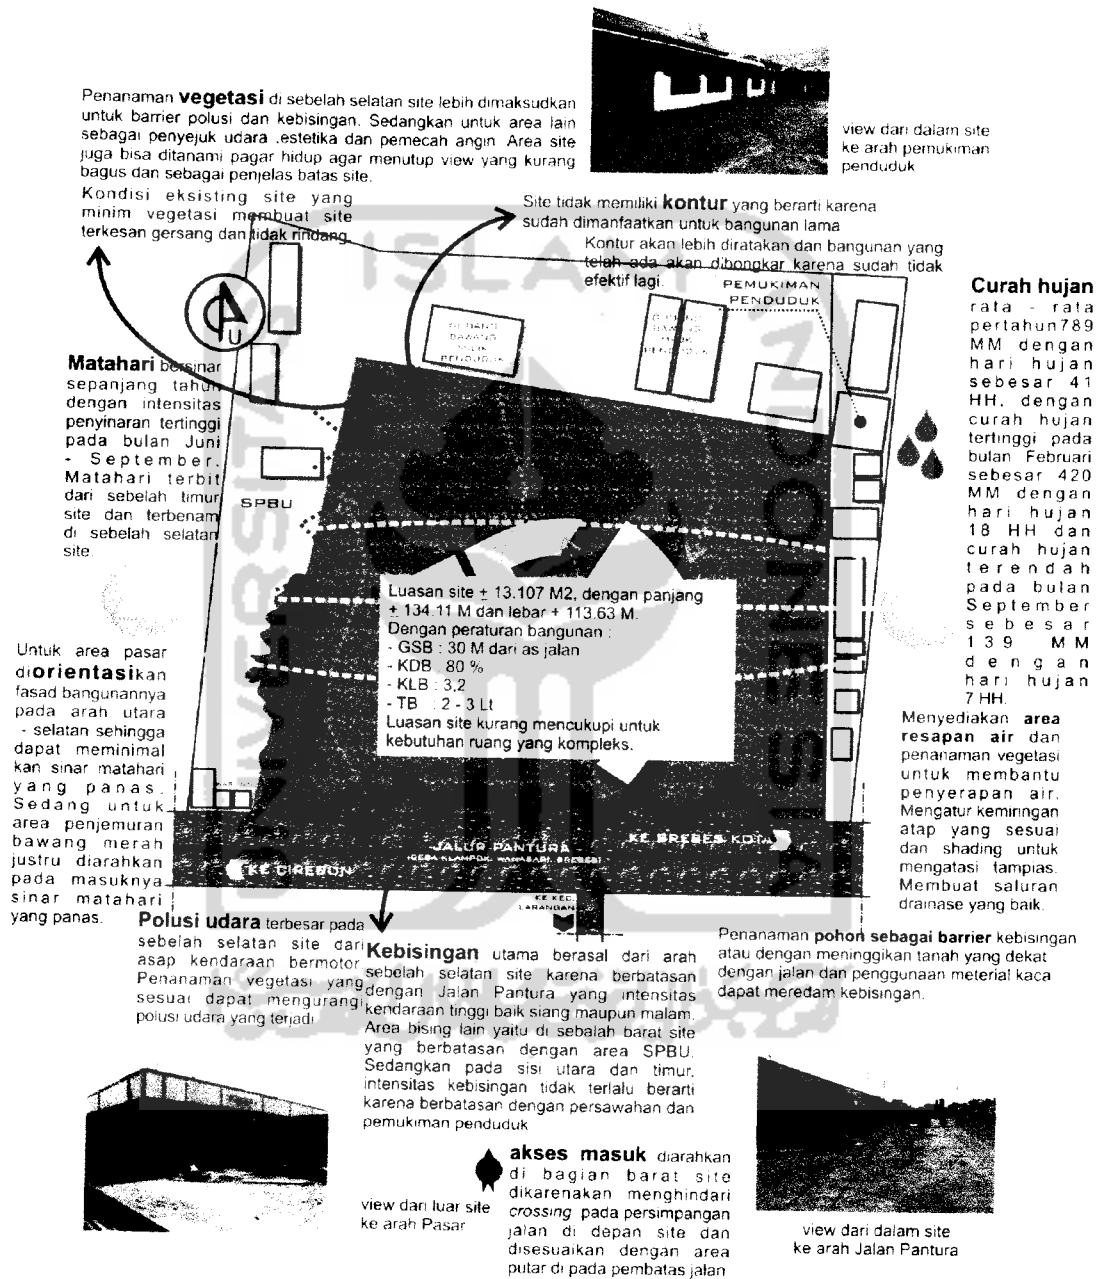 Penanaman vegetasi di sebelah selatan site lebih dimaksudkan
untuk barrier polusi dan kebisingan. Sedangkan untuk area lain
sebagai penyejuk udara ,estetika dan pemecah angin. Area site
juga bisa ditanami pagar hidup agar menutup view yang kurang
bagus dan sebagai penjelas batas site.
Kondisi eksisting site yang
minim vegetasi membuat site
terkesan gersang dan tidak rindang.
view dari dalam site
ke arah pemukiman
penduduk
Site tidak memiliki kontur yang berarti karena
sudah dimanfaatkan untuk bangunan lama
Kontur akan lebih diratakan dan bangunan yang
telah ada akan dibongkar karena sudah tidak
efektif lagi.
PEMUKIMAN
PENDUDUK
U
GUDANG
BAWANG
MILIK
PENDUDUK
GUDANG
BAWANG
MILIK
PENDUDUK
Matahari bersinar
sepanjang tahun
dengan intensitas
penyinaran tertinggi
pada bulan Juni
- September.
Matahari terbit
dari sebelah timur
site dan terbenam
di sebelah selatan
site.
SPBU
Curah hujan
rata - rata
pertahun789
MM dengan
hari hujan
sebesar 41
HH, dengan
curah hujan
tertinggi pada
bulan Februari
sebesar 420
MM dengan
hari hujan
18 HH dan
curah hujan
terendah
pada bulan
September
sebesar
139 MM
dengan
hari hujan
7 HH.
Luasan site ± 13.107 M2, dengan panjang
± 134.11 M dan lebar + 113.63 M.
Dengan peraturan bangunan :
- GSB : 30 M dari as jalan
- KDB : 80 %
- KLB : 3,2
- TB : 2 - 3 Lt
Luasan site kurang mencukupi untuk
kebutuhan ruang yang kompleks.
Untuk area pasar
diorientasikan
fasad bangunannya
pada arah utara
- selatan sehingga
dapat meminimal
kan sinar matahari
yang panas.
Sedang untuk
area penjemuran
bawang merah
justru diarahkan
pada masuknya
sinar matahari
yang panas.
Menyediakan area
resapan air dan
penanaman vegetasi
untuk membantu
penyerapan air.
Mengatur kemiringan
atap yang sesuai
dan shading untuk
mengatasi tampias.
Membuat saluran
drainase yang baik.
JALUR PANTURA
(DESA KLAMPOK, WANASARI, BREBES)
KE BREBES KOTA
KE CIREBON
KE KEC.
LARANGAN
Polusi udara terbesar pada
sebelah selatan site dari
asap kendaraan bermotor
Penanaman vegetasi yang
sesuai dapat mengurangi
polusi udara yang terjadi
Kebisingan utama berasal dari arah
sebelah selatan site karena berbatasan
dengan Jalan Pantura yang intensitas
kendaraan tinggi baik siang maupun malam.
Area bising lain yaitu di sebalah barat site
yang berbatasan dengan area SPBU.
Sedangkan pada sisi utara dan timur,
intensitas kebisingan tidak terlalu berarti
karena berbatasan dengan persawahan dan
pemukiman penduduk
Penanaman pohon sebagai barrier kebisingan
atau dengan meninggikan tanah yang dekat
dengan jalan dan penggunaan meterial kaca
dapat meredam kebisingan.
view dari luar site
ke arah Pasar
akses masuk diarahkan
di bagian barat site
dikarenakan menghindari
crossing pada persimpangan
jalan di depan site dan
disesuaikan dengan area
putar di pada pembatas jalan
view dari dalam site
ke arah Jalan Pantura
UNIVERSITAS
ISLAM
INDONESIA